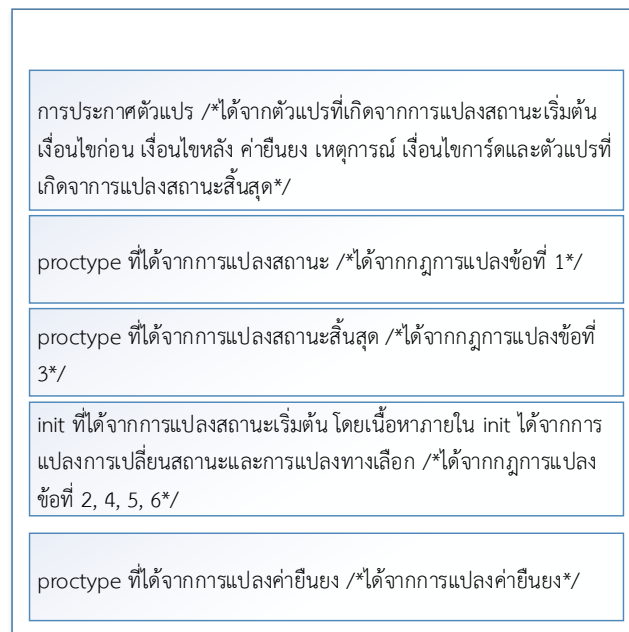 การประกาศตัวแปร /*ได้จากตัวแปรที่เกิดจากการแปลงสถานะเริ่มต้น
เงื่อนไขก่อน เงื่อนไขหลัง ค่ายืนยง เหตุการณ์ เงื่อนไขการ์ดและตัวแปรที่
เกิดจาการแปลงสถานะสิ้นสุด*/
proctype ที่ได้จากการแปลงสถานะ /*ได้จากกฎการแปลงข้อที่ 1*/
proctype ที่ได้จากการแปลงสถานะสิ้นสุด /*ได้จากกฎการแปลงข้อที่
3*/
init ที่ได้จากการแปลงสถานะเริ่มต้น โดยเนื้อหาภายใน init ได้จากการ
แปลงการเปลี่ยนสถานะและการแปลงทางเลือก /*ได้จากกฎการแปลง
ข้อที่ 2, 4, 5, 6*/
proctype ที่ได้จากการแปลงค่ายืนยง /*ได้จากการแปลงค่ายืนยง*/